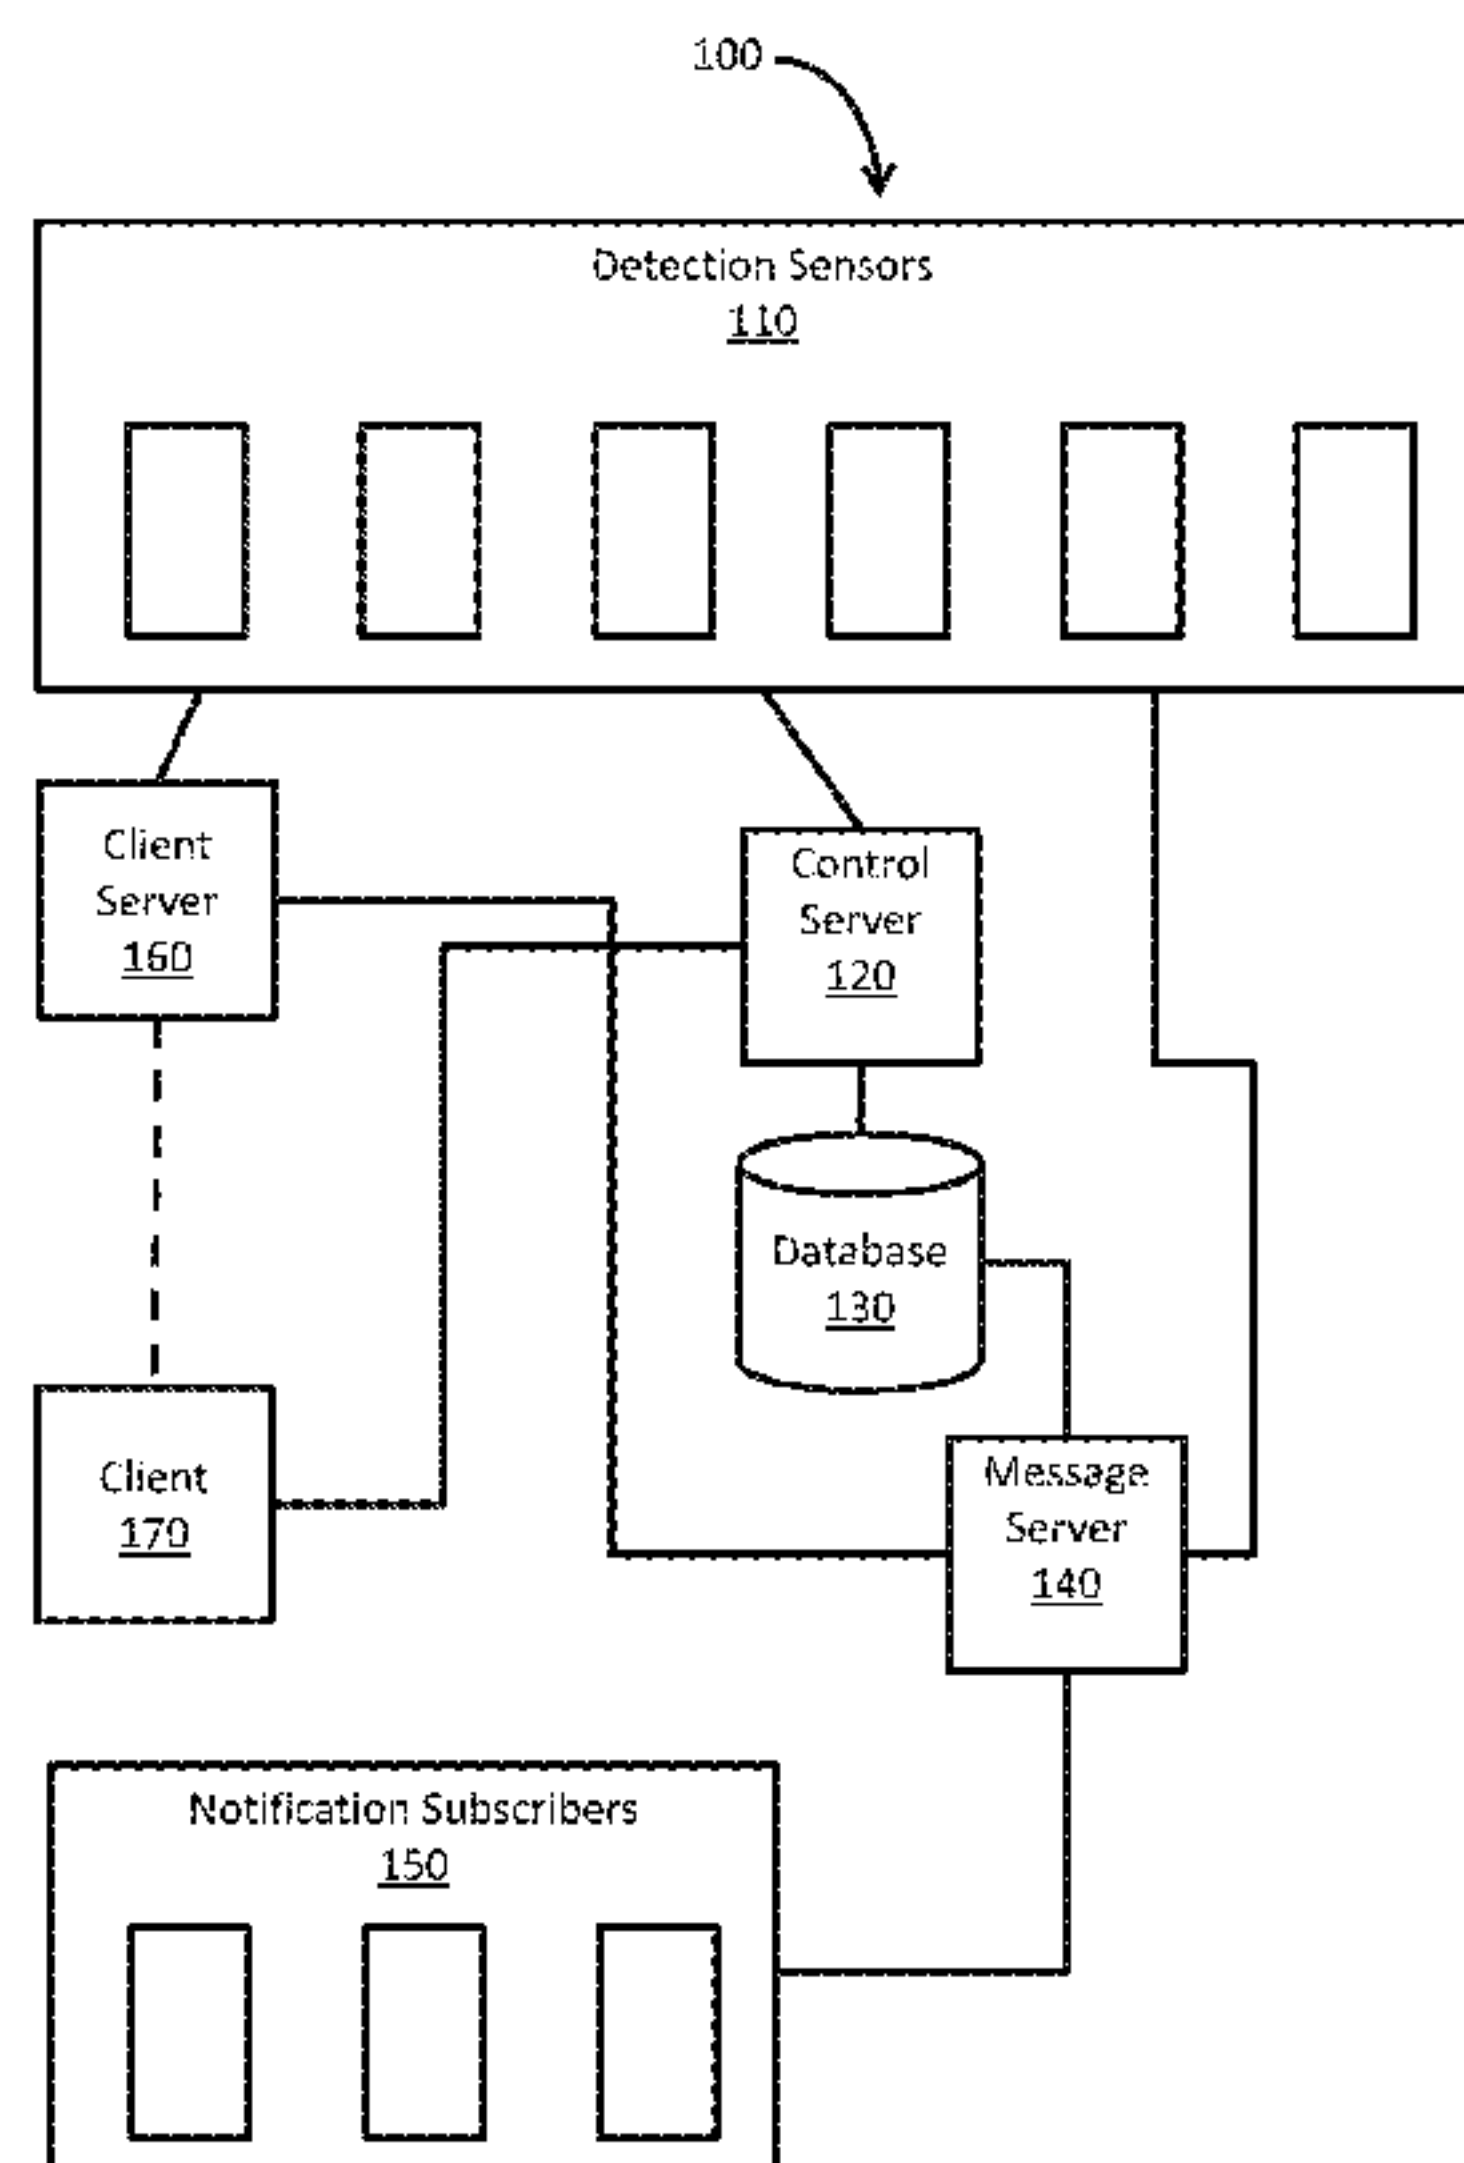 100
Detection Sensors
110
Client
Server
160
Control
Server
120
Database
130
Client
170
Message
Server
140
Notification Subscribers
150